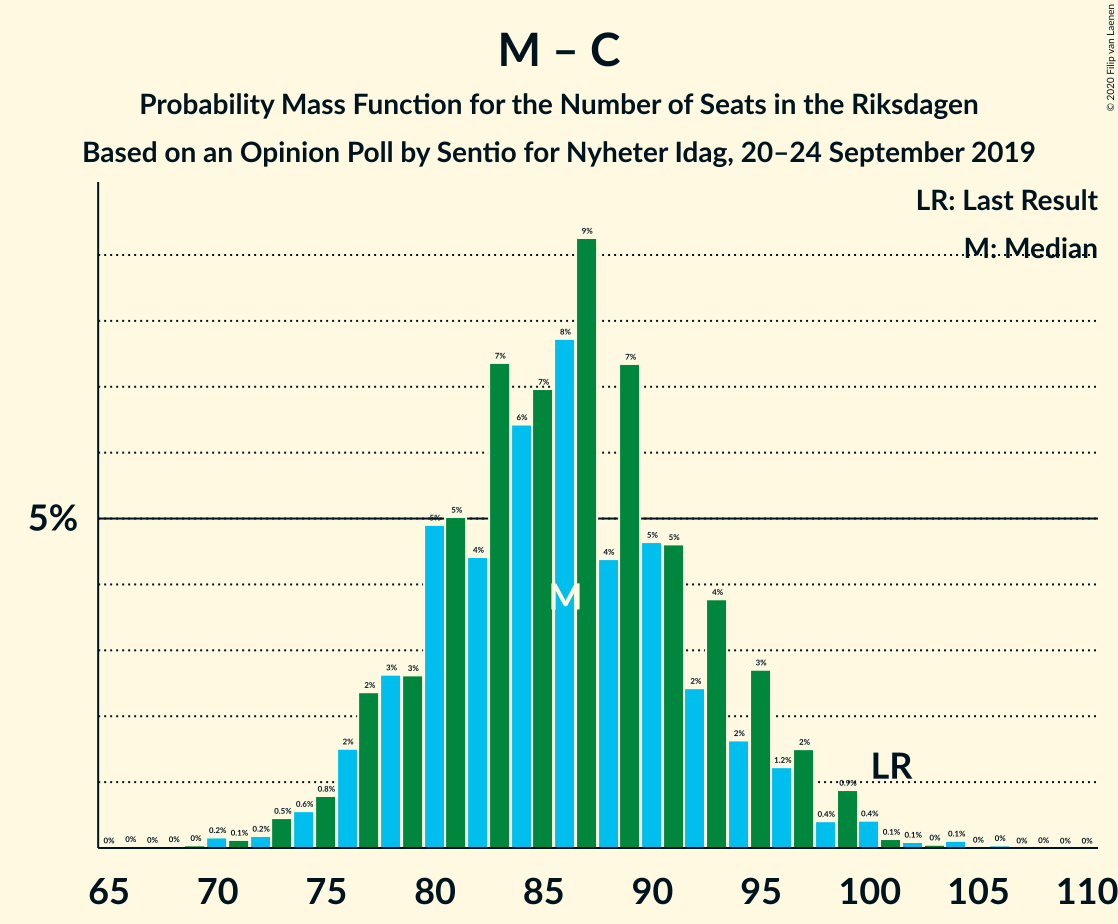 © 2020 Filip van Laenen
M – C
Probability Mass Function for the Number of Seats in the Riksdagen
Based on an Opinion Poll by Sentio for Nyheter Idag, 20–24 September 2019
LR: Last Result
M: Median
5%
0% 0% 0% 0% 0% 0.2% 0.1% 0.2% 0.5% 0.6% 0.8% 2% 2% 3% 3% 5% 5% 4% 7% 6% 7% 8% 9% 4% 7% 5% 5% 2% 4% 2% 3% 1.2% 2% 0.4% 0.9% 0.4% 0.1% 0.1% 0% 0.1% 0% 0% 0% 0% 0% 0%
M
LR
65 70 75 80 85 90 95 100 105 110